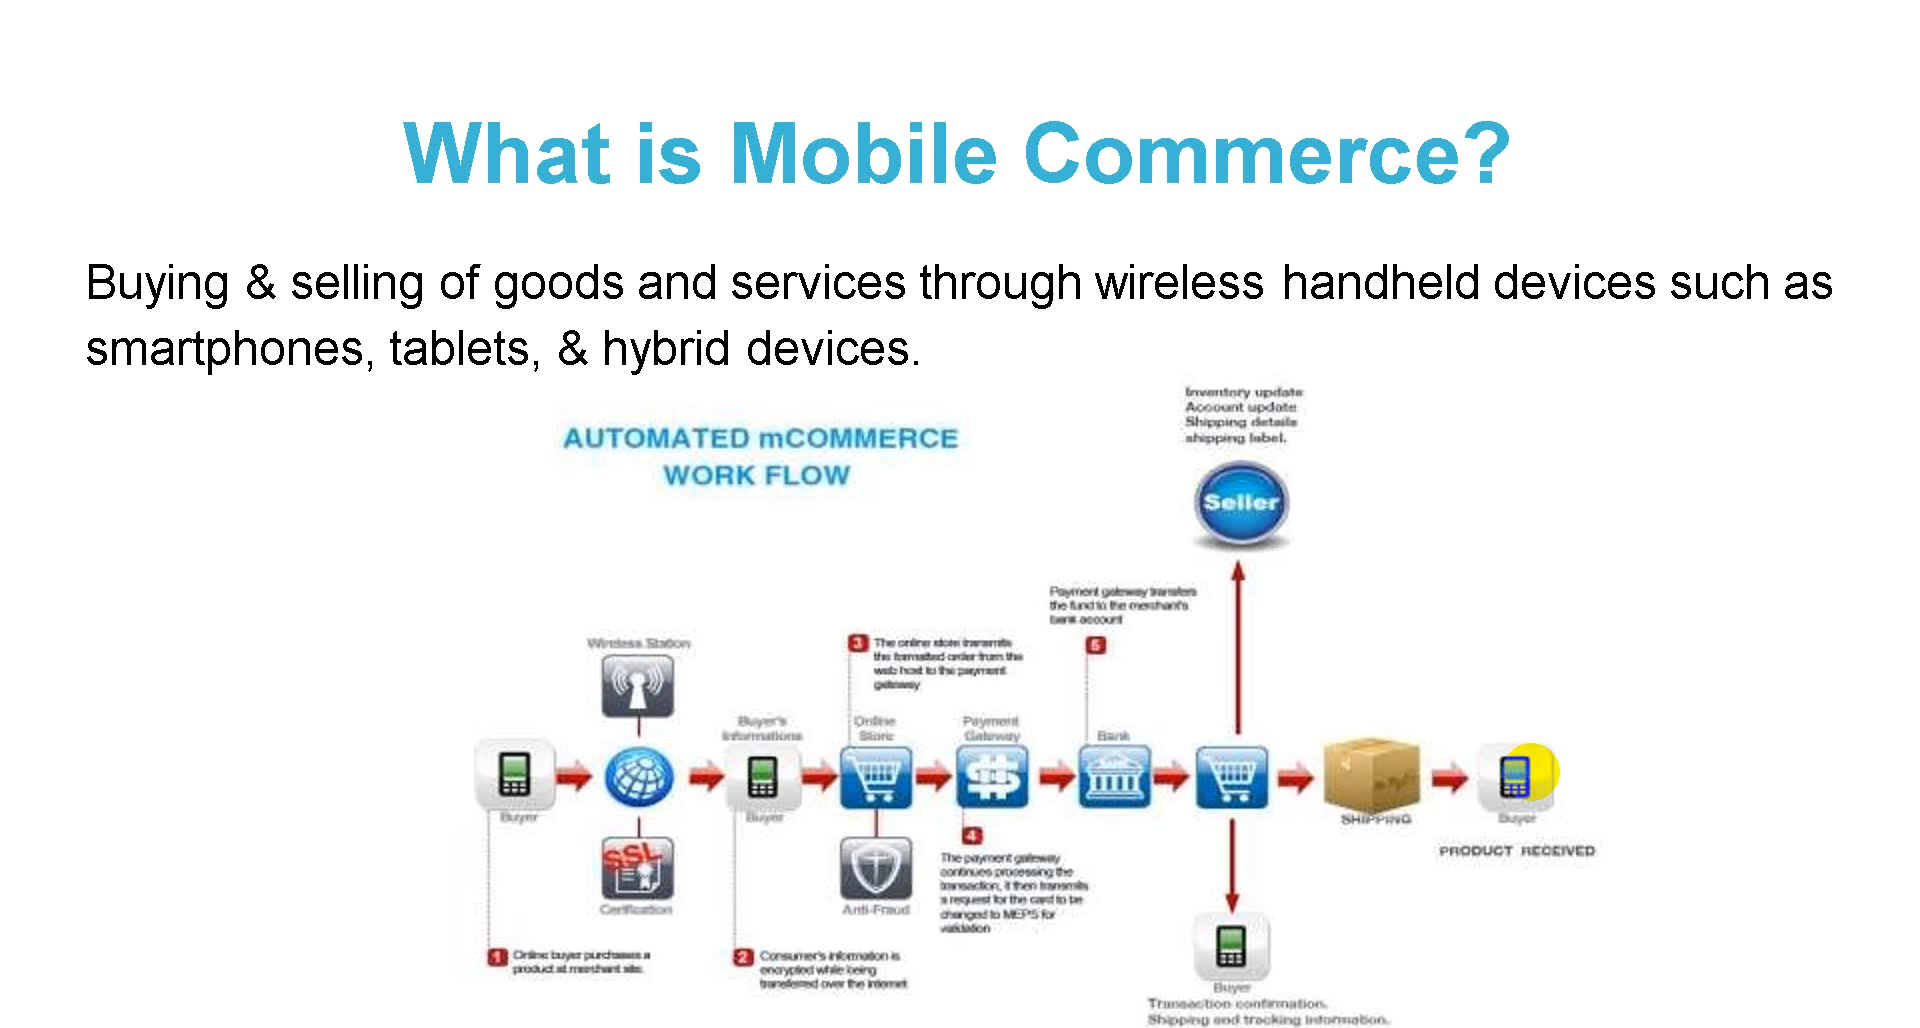 What is Mobile Commerce?
Buying & selling of goods and services through wireless handheld devices such as
smartphones, tablets, & hybrid devices.
AUTOMATED mCOMMERCE
WORK FLOW
Inventory update
Account update
Shipping details
shipping label.
Seller
Payment gateway transfers
the fund to the merchant's
bank account
5
Wireless Station
3
The online store transmits
the formatted order from the
web host to the payment
gateway
Buyer's
Informations
Online
Store
Payment
Gateway
Bank
BANK
Buyer
Buyer
SHIPPING
Buyer
PRODUCT RECEIVED
SSL
Cerification
Anti-Fraud
4
The payment gateway
continues processing the
transaction, it then transmits
a request for the card to be
changed to MEPS for
validation
1
Online buyer purchases a
product at merchant site.
2
Consumer's information is
encrypted while being
transferred over the internet
Buyer
Transaction confirmation.
Shipping and tracking information.